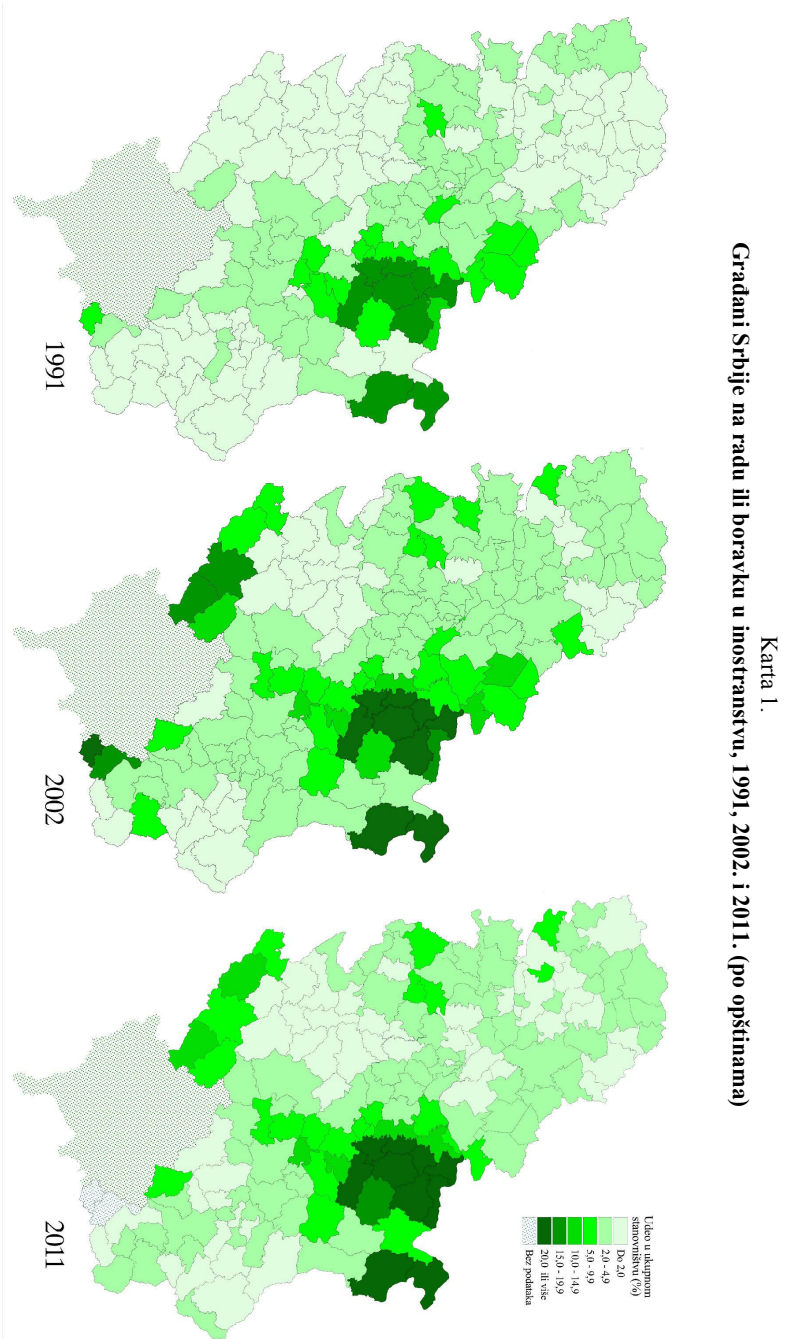 Karta 1.
Građani Srbije na radu ili boravku u inostranstvu, 1991, 2002. i 2011. (po opštinama)
1991
2002
2011
Udeo u ukupnom
stanovništvu (%)
Do 2,0
2,0 - 4,9
5,0 - 9,9
10,0 - 14,9
15,0 - 19,9
20,0 ili više
Bez podataka